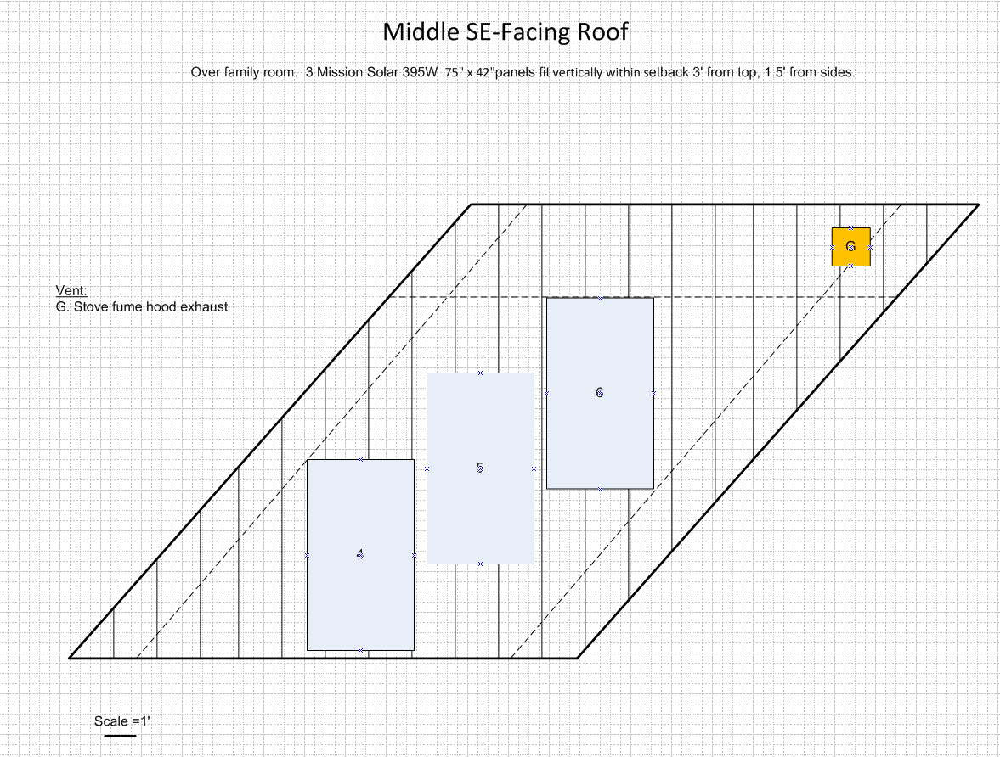 Middle SE-Facing Roof
Over family room. 3 Mission Solar 395W 75" x 42"panels fit vertically within setback 3' from top, 1.5' from sides.
G
Vent:
G. Stove fume hood exhaust
6
5
4
Scale =1'